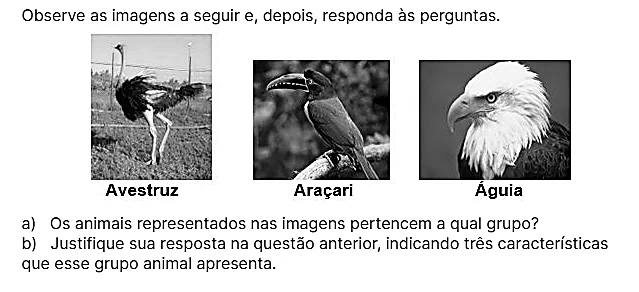 Observe as imagens a seguir e, depois, responda às perguntas.
Avestruz
Araçari
Águia
a) Os animais representados nas imagens pertencem a qual grupo?
b) Justifique sua resposta na questão anterior, indicando três características
que esse grupo animal apresenta.